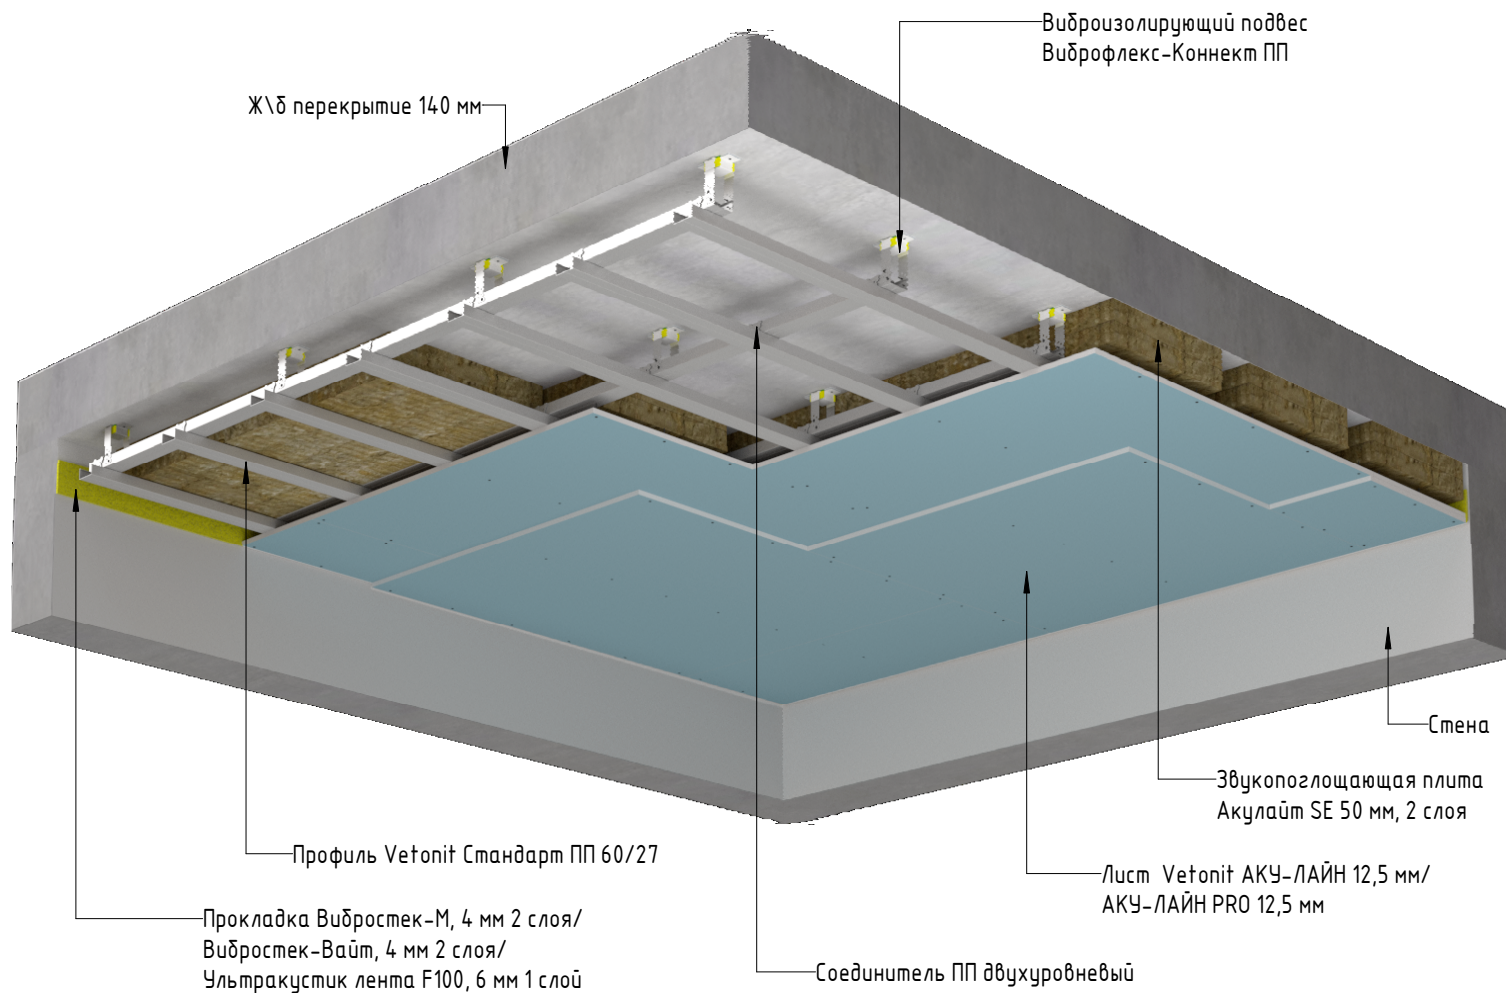 Виброизолирующий подвес
Виброфлекс-Коннект ПП
Ж\б перекрытие 140 мм
Стена
Звукопоглощающая плита
Акулайт SE 50 мм, 2 слоя
Профиль Vetonit Стандарт ПП 60/27
Лист Vetonit АКУ-ЛАЙН 12,5 мм/
АКУ-ЛАЙН PRO 12,5 мм
Прокладка Вибростек-М, 4 мм 2 слоя/
Вибростек-Вайт, 4 мм 2 слоя/
Ультракустик лента F100, 6 мм 1 слой
Соединитель ПП двухуровневый